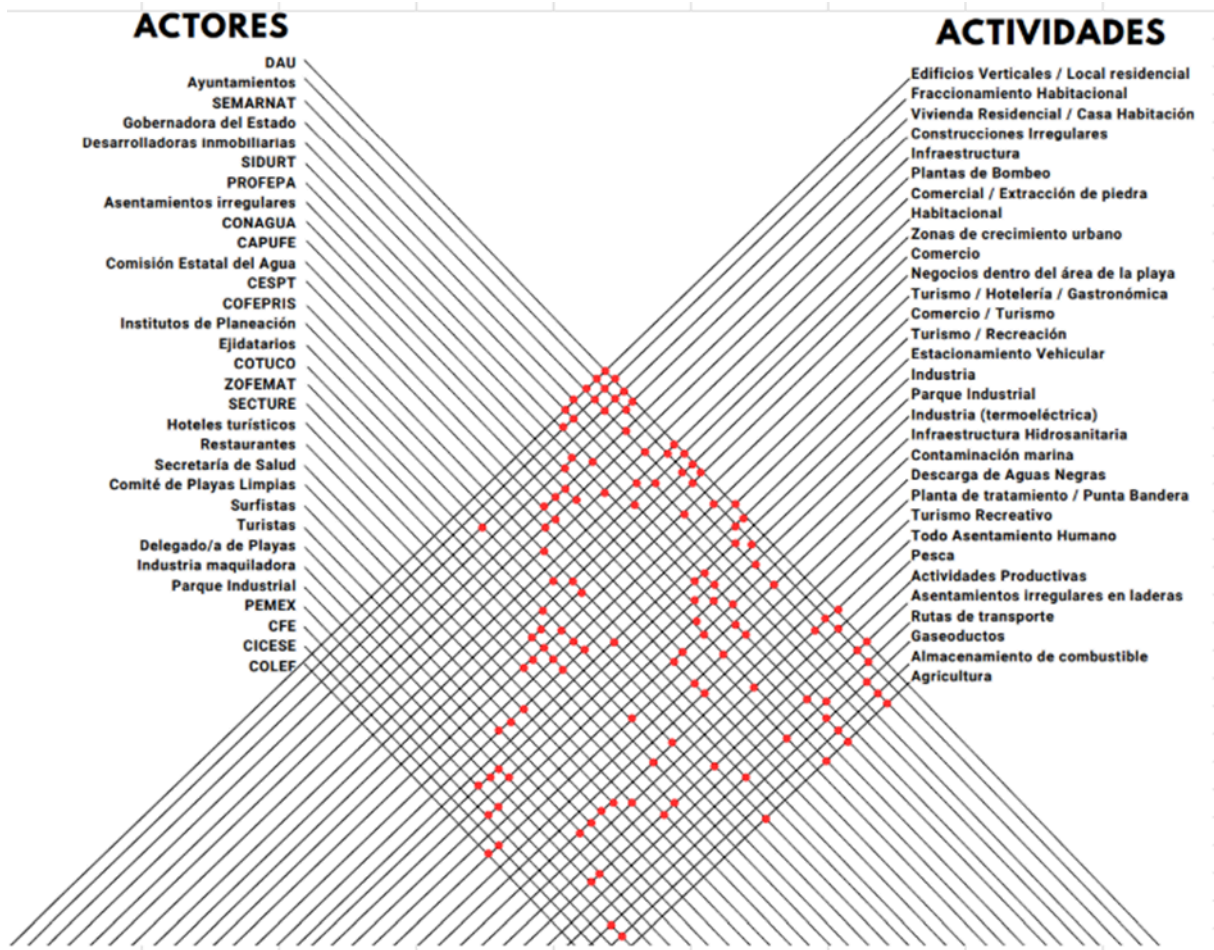 ACTORES
DAU
Ayuntamientos
SEMARNAT
Gobernadora del Estado
Desarrolladoras inmobiliarias
SIDURT
PROFEPA
Asentamientos irregulares
CONAGUA
CAPUFE
Comisión Estatal del Agua
CESPT
COFEPRIS
Institutos de Planeación
Ejidatarios
COTUCO
ZOFEMAT
SECTURE
Hoteles turísticos
Restaurantes
Secretaría de Salud
Comité de Playas Limpias
Surfistas
Turistas
Delegado/a de Playas
Industria maquiladora
Parque Industrial
PEMEX
CFE
CICESE
COLEF
ACTIVIDADES
Edificios Verticales / Local residencial
Fraccionamiento Habitacional
Vivienda Residencial / Casa Habitación
Construcciones Irregulares
Infraestructura
Plantas de Bombeo
Comercial / Extracción de piedra
Habitacional
Zonas de crecimiento urbano
Comercio
Negocios dentro del área de la playa
Turismo / Hotelería / Gastronómica
Comercio / Turismo
Turismo / Recreación
Estacionamiento Vehicular
Industria
Parque Industrial
Industria (termoeléctrica)
Infraestructura Hidrosanitaria
Contaminación marina
Descarga de Aguas Negras
Planta de tratamiento / Punta Bandera
Turismo Recreativo
Todo Asentamiento Humano
Pesca
Actividades Productivas
Asentamientos irregulares en laderas
Rutas de transporte
Gaseoductos
Almacenamiento de combustible
Agricultura